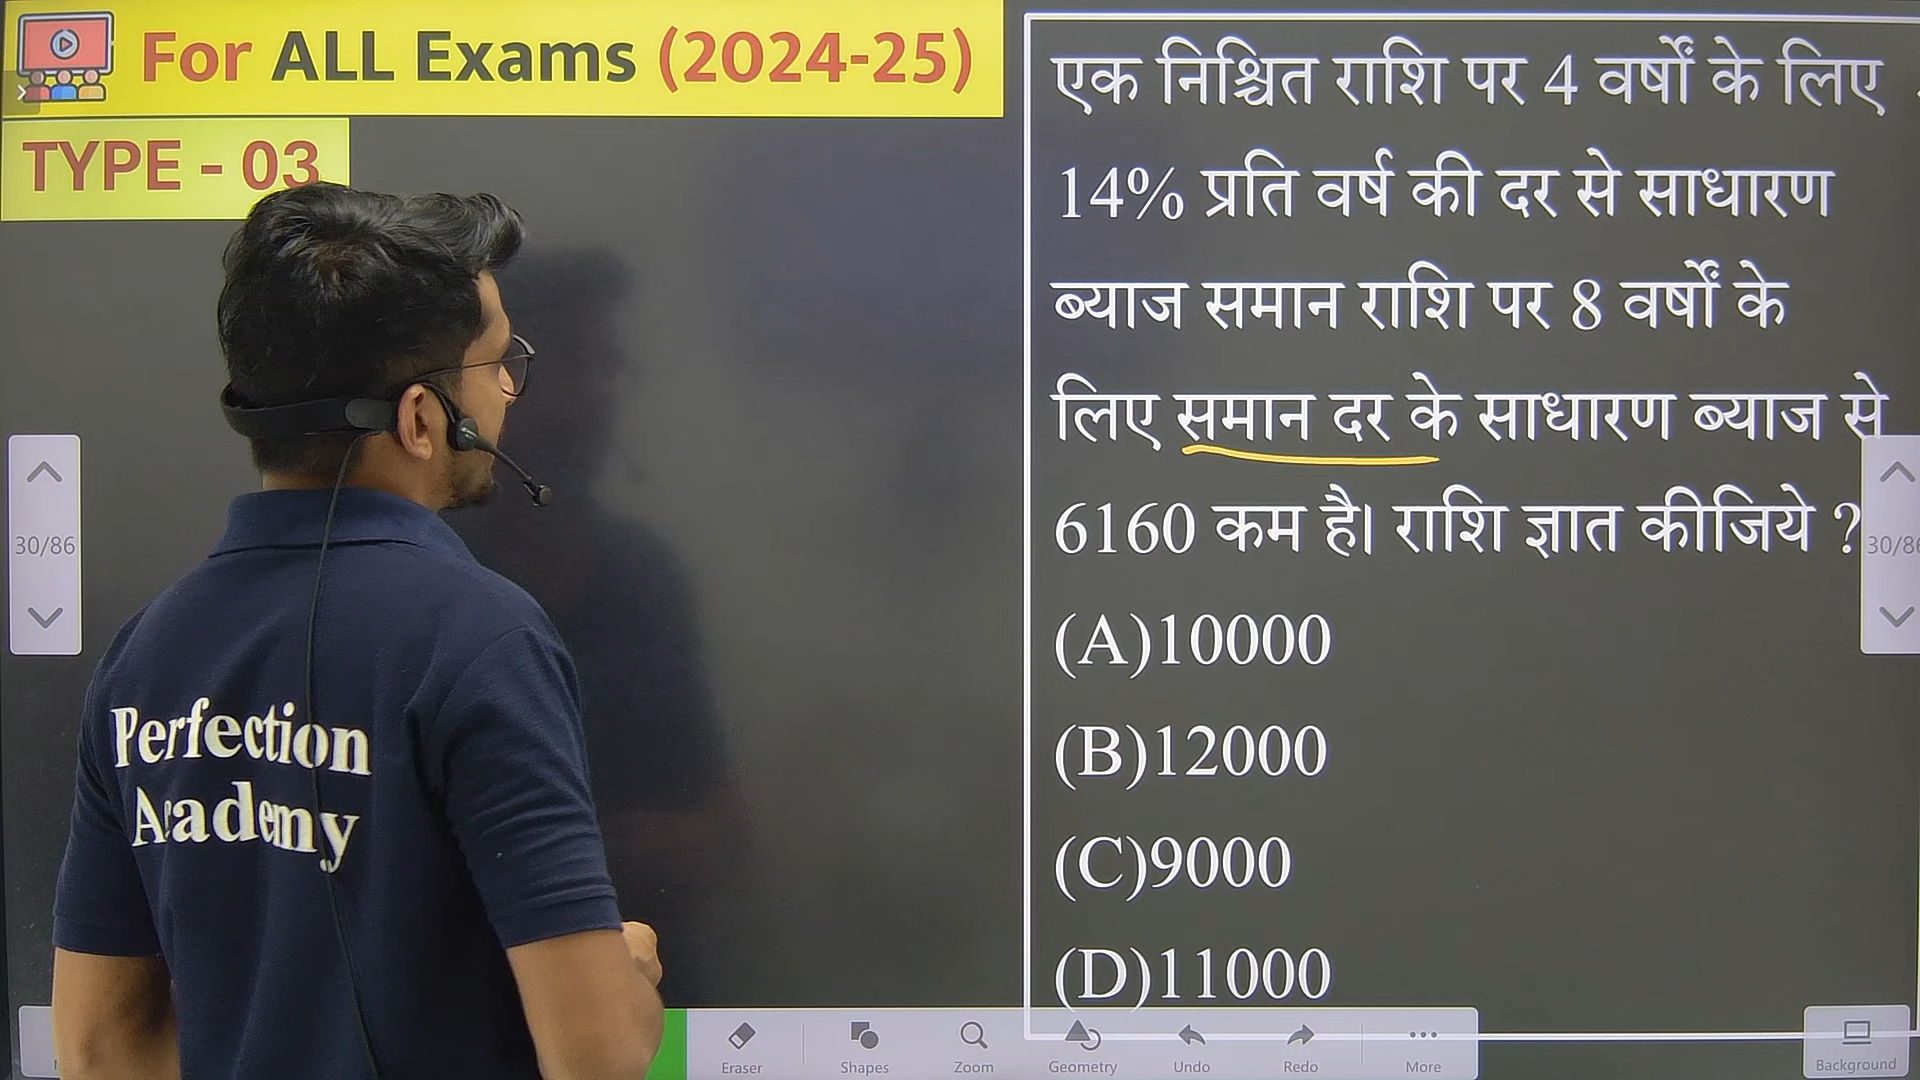 For ALL Exams (2024-25)
TYPE - 03
एक निश्चित राशि पर 4 वर्षों के लिए
14% प्रति वर्ष की दर से साधारण
ब्याज समान राशि पर 8 वर्षों के
लिए समान दर के साधारण ब्याज से
6160 कम है। राशि ज्ञात कीजिये ?
(A)10000
(B)12000
(C)9000
(D)11000
30/86
30/86
Perfection
Academy
Eraser
Shapes
Zoom
Geometry
Undo
Redo
More
Background